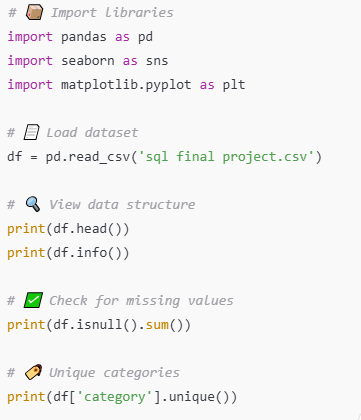 # 📦 Import libraries
import pandas as pd
import seaborn as sns
import matplotlib.pyplot as plt
# 📄 Load dataset
df = pd.read_csv('sql final project.csv')
# 🔍 View data structure
print(df.head())
print(df.info())
# ✅ Check for missing values
print(df.isnull().sum())
# 🏷️ Unique categories
print(df['category'].unique())